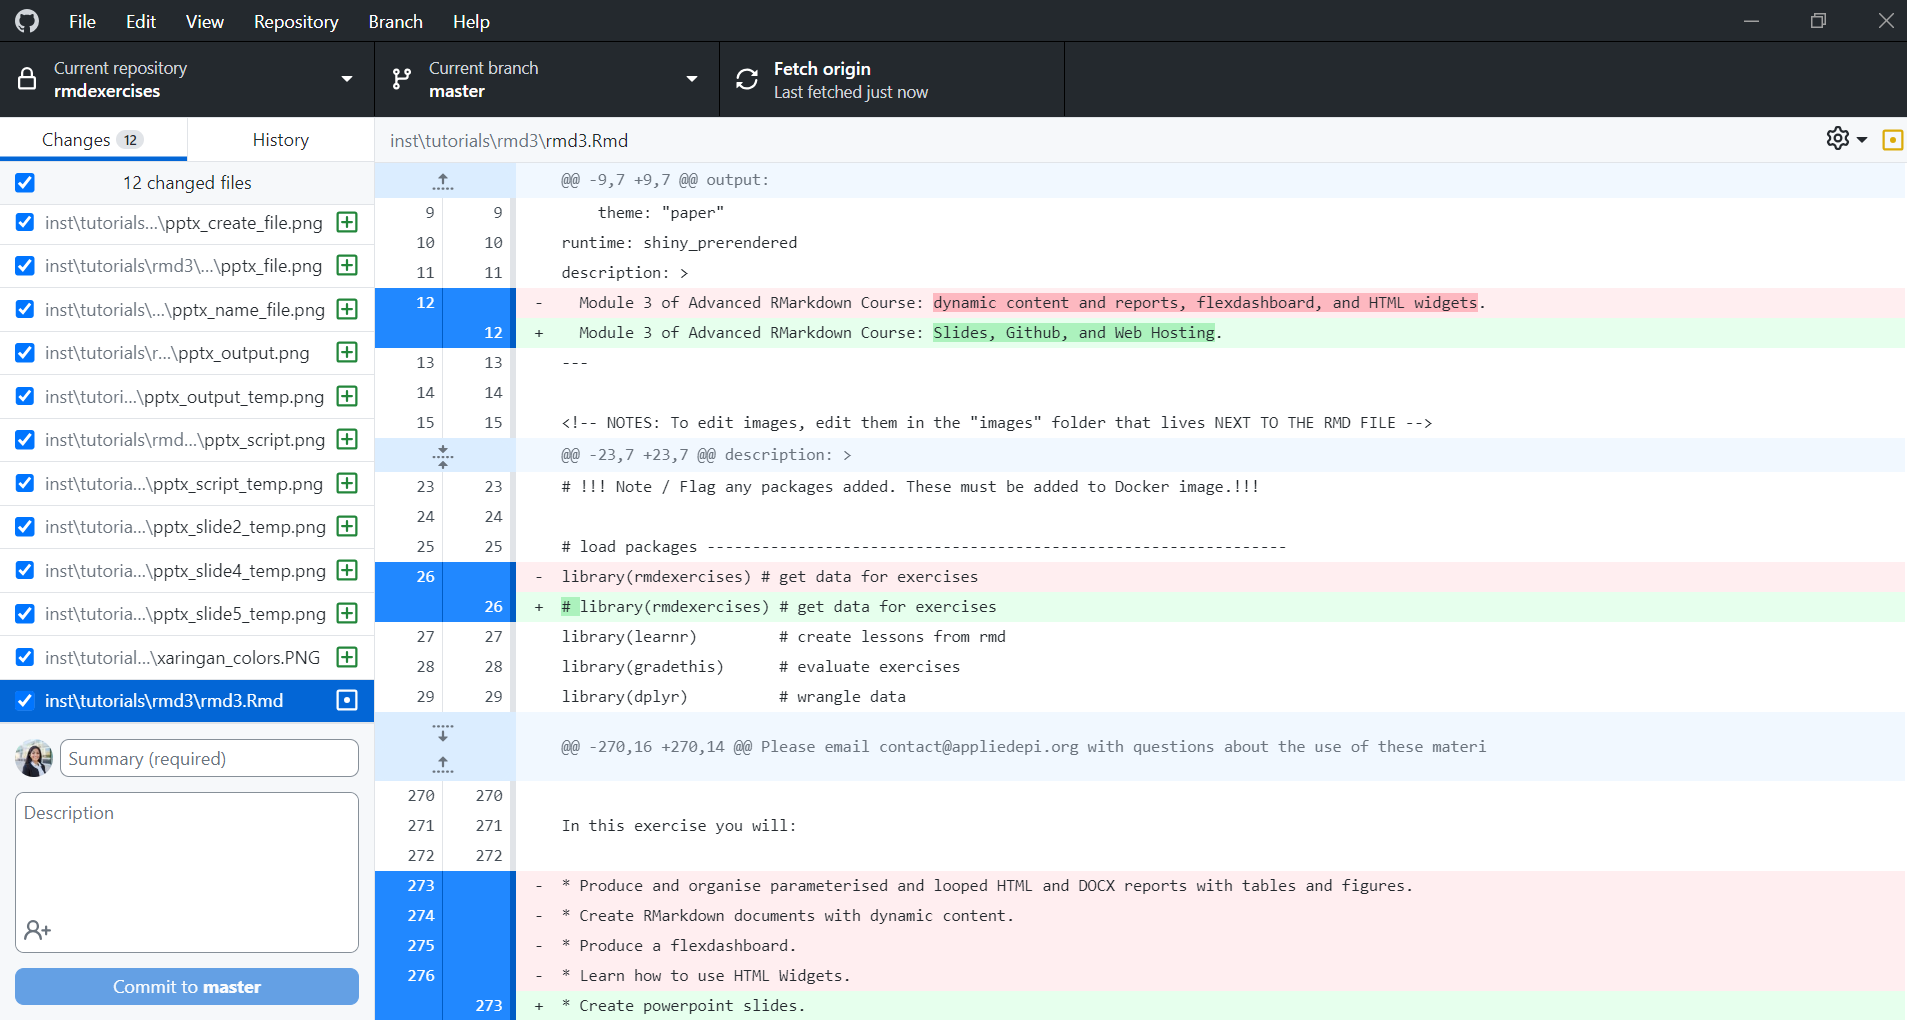 File Edit View Repository Branch Help
Current repository
rmdexercises
Current branch
master
Fetch origin
Last fetched just now
Changes 12
History
12 changed files
inst\tutorials...\pptx_create_file.png
inst\tutorials\rmd3\...\pptx_file.png
inst\tutorials\...\pptx_name_file.png
inst\tutorials\r...\pptx_output.png
inst\tutori...\pptx_output_temp.png
inst\tutorials\rmd...\pptx_script.png
inst\tutoria...\pptx_script_temp.png
inst\tutoria...\pptx_slide2_temp.png
inst\tutoria...\pptx_slide4_temp.png
inst\tutoria...\pptx_slide5_temp.png
inst\tutorial...\xaringan_colors.PNG
inst\tutorials\rmd3\rmd3.Rmd
Summary (required)
Description
Commit to master
inst\tutorials\rmd3\rmd3.Rmd
@@ -9,7 +9,7 @@ output:
9 9 theme: "paper"
10 10 runtime: shiny_prerendered
11 11 description: >
12 - Module 3 of Advanced RMarkdown Course: dynamic content and reports, flexdashboard, and HTML widgets.
12 + Module 3 of Advanced RMarkdown Course: Slides, Github, and Web Hosting.
13 13 ---
14 14
15 15 <!-- NOTES: To edit images, edit them in the "images" folder that lives NEXT TO THE RMD FILE -->
@@ -23,7 +23,7 @@ description: >
23 23 # !!! Note / Flag any packages added. These must be added to Docker image.!!!
24 24
25 25 # load packages ----------------------------------------------------------------
26 - library(rmdexercises) # get data for exercises
26 + # library(rmdexercises) # get data for exercises
27 27 library(learnr) # create lessons from rmd
28 28 library(gradethis) # evaluate exercises
29 29 library(dplyr) # wrangle data
@@ -270,16 +270,14 @@ Please email contact@appliedepi.org with questions about the use of these materi
270 270
271 271 In this exercise you will:
272 272
273 - * Produce and organise parameterised and looped HTML and DOCX reports with tables and figures.
274 - * Create RMarkdown documents with dynamic content.
275 - * Produce a flexdashboard.
276 - * Learn how to use HTML Widgets.
273 + * Create powerpoint slides.